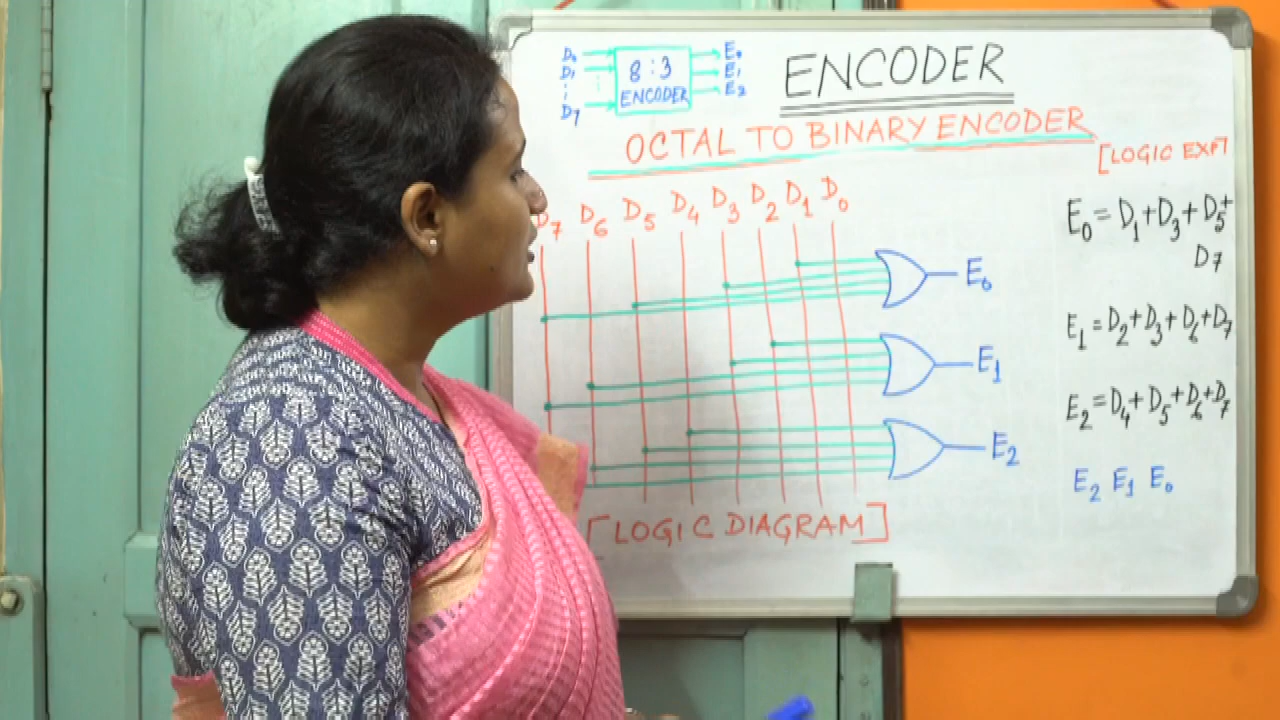 D0 E0
D1 8:3 E1
ENCODER E2
D7
ENCODER
OCTAL TO BINARY ENCODER
[LOGIC EXP]
D7 D6 D5 D4 D3 D2 D1 D0
E0 = D1+D3+D5+
D7
E0
E1 = D2+D3+D6+D7
E1
E2 = D4+D5+D6+D7
E2
E2 E1 E0
[LOGIC DIAGRAM]